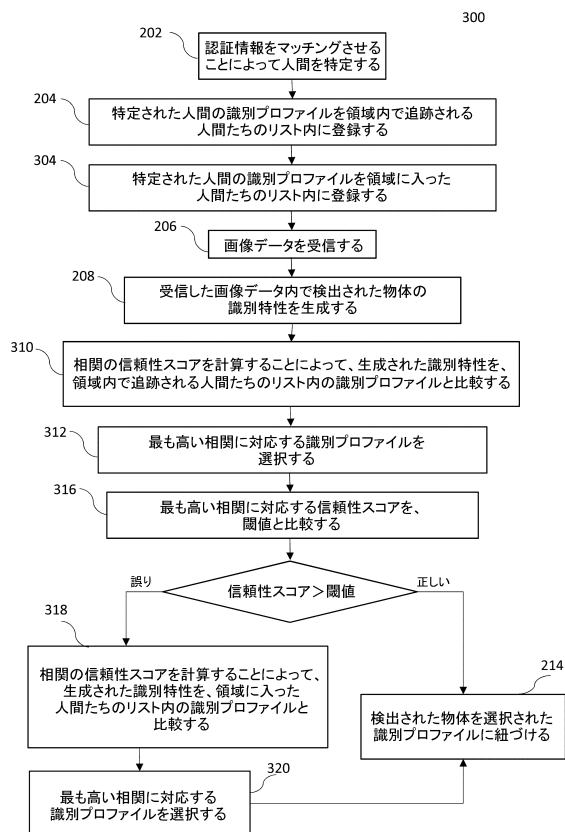 300
202
認証情報をマッチングさせる
ことによって人間を特定する
204
特定された人間の識別プロファイルを領域内で追跡される
人間たちのリスト内に登録する
304
特定された人間の識別プロファイルを領域に入った
人間たちのリスト内に登録する
206
画像データを受信する
208
受信した画像データ内で検出された物体の
識別特性を生成する
310
相関の信頼性スコアを計算することによって、生成された識別特性を、
領域内で追跡される人間たちのリスト内の識別プロファイルと比較する
312
最も高い相関に対応する識別プロファイルを
選択する
316
最も高い相関に対応する信頼性スコアを、
閾値と比較する
信頼性スコア＞閾値
誤り
正しい
318
相関の信頼性スコアを計算することによって、
生成された識別特性を、領域に入った
人間たちのリスト内の識別プロファイルと
比較する
214
検出された物体を選択された
識別プロファイルに紐づける
320
最も高い相関に対応する
識別プロファイルを選択する